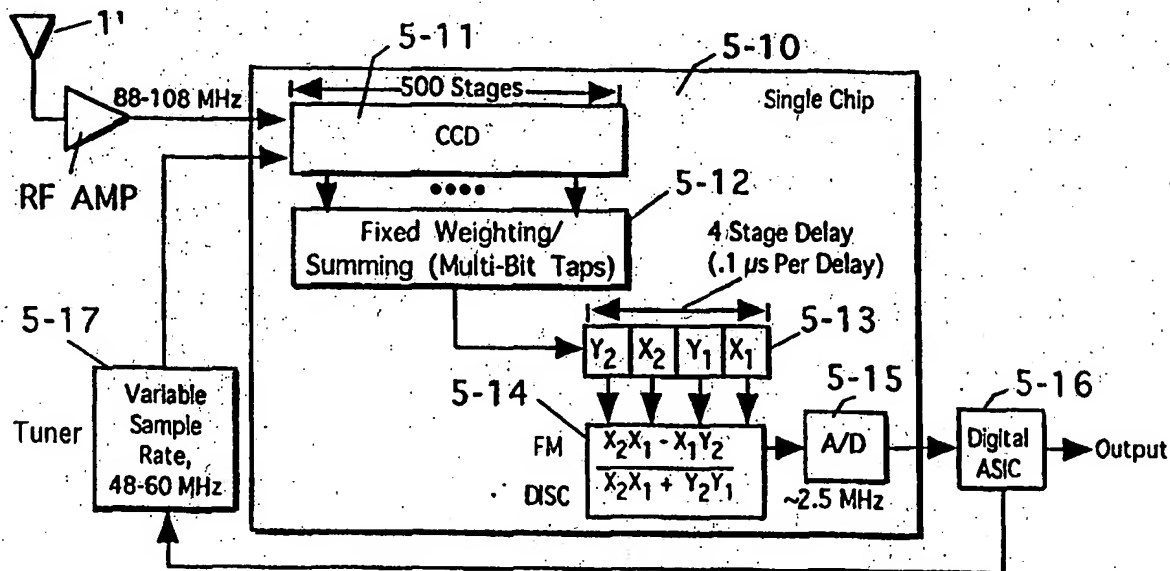 1'
5-11
5-10
88-108 MHz
500 Stages
Single Chip
CCD
RF AMP
5-12
Fixed Weighting/
Summing (Multi-Bit Taps)
4 Stage Delay
(.1 µs Per Delay)
5-17
5-13
Y2 X2 Y1 X1
Variable
Sample
Rate,
48-60 MHz
Tuner
5-14
5-15
5-16
FM
DISC
X2X1 - X1Y2
X2X1 + Y2Y1
A/D
~2.5 MHz
Digital
ASIC
Output